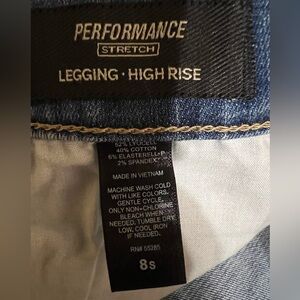 PERFORMANCE
STRETCH
LEGGING · HIGH RISE
52% LYOCELL
40% COTTON
6% ELASTERELL-P
2% SPANDEX
MADE IN VIETNAM
MACHINE WASH COLD
WITH LIKE COLORS,
GENTLE CYCLE.
ONLY NON-CHLORINE
BLEACH WHEN
NEEDED. TUMBLE DRY
LOW, COOL IRON
IF NEEDED.
RN# 55285
8S